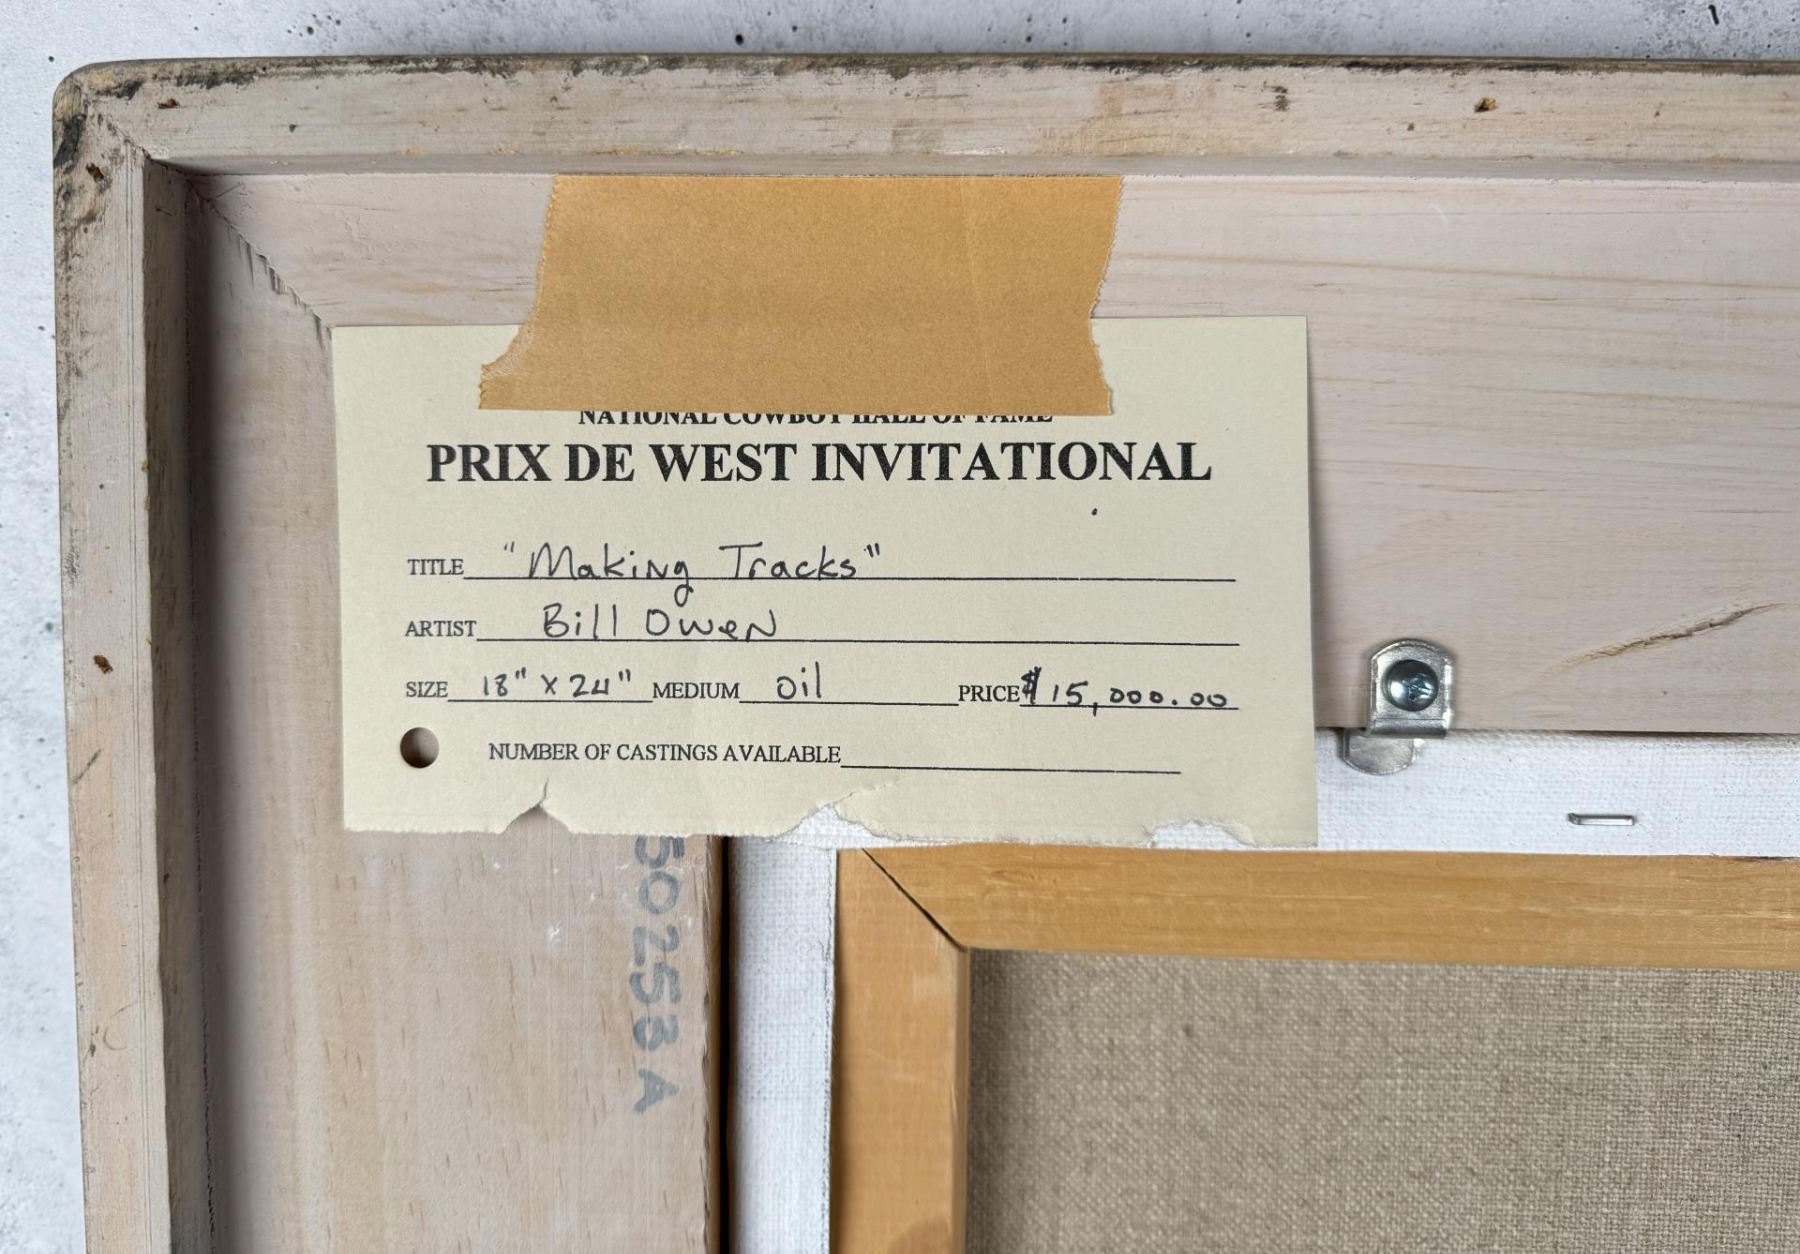 NATIONAL COWBOY HALL OF FAME
PRIX DE WEST INVITATIONAL
TITLE "Making Tracks"
ARTIST Bill Owen
SIZE 18" x 24" MEDIUM Oil PRICE $15,000.00
NUMBER OF CASTINGS AVAILABLE
50258 A